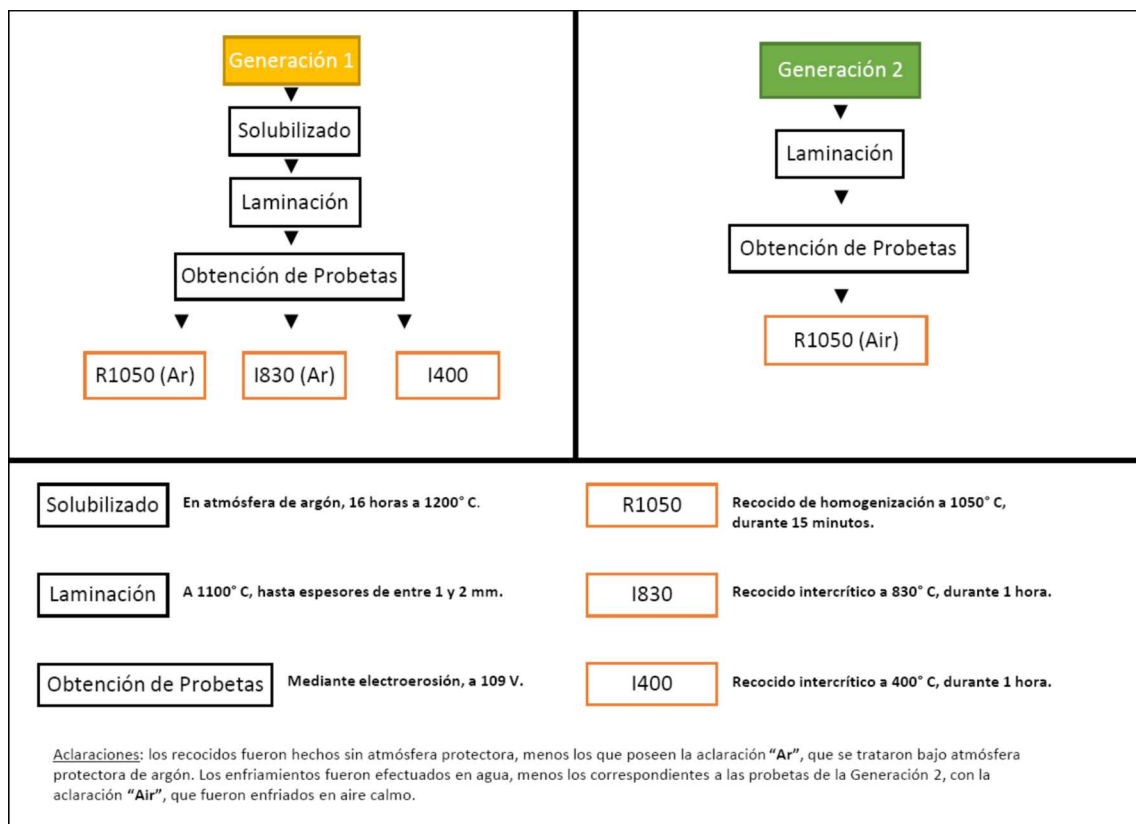 Generación 1
Solubilizado
Laminación
Obtención de Probetas
R1050 (Ar)
I830 (Ar)
I400
Generación 2
Laminación
Obtención de Probetas
R1050 (Air)
Solubilizado
En atmósfera de argón, 16 horas a 1200° C.
Laminación
A 1100° C, hasta espesores de entre 1 y 2 mm.
Obtención de Probetas
Mediante electroerosión, a 109 V.
R1050
Recocido de homogenización a 1050° C,
durante 15 minutos.
I830
Recocido intercrítico a 830° C, durante 1 hora.
I400
Recocido intercrítico a 400° C, durante 1 hora.
Aclaraciones: los recocidos fueron hechos sin atmósfera protectora, menos los que poseen la aclaración “Ar”, que se trataron bajo atmósfera
protectora de argón. Los enfriamientos fueron efectuados en agua, menos los correspondientes a las probetas de la Generación 2, con la
aclaración “Air”, que fueron enfriados en aire calmo.